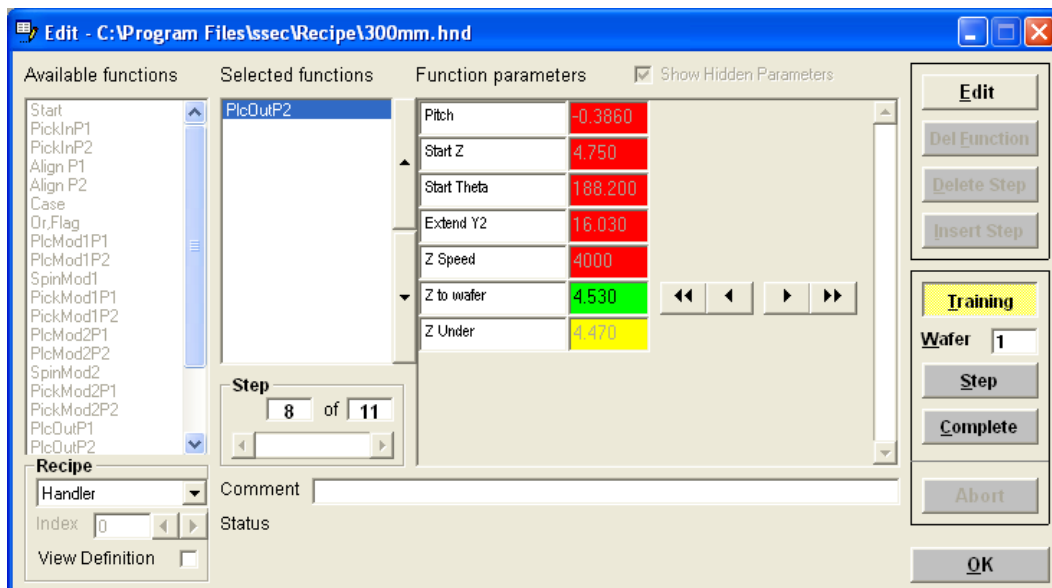 Edit - C:\Program Files\ssec\Recipe\300mm.hnd
Available functions
Start
PickInP1
PickInP2
Align P1
Align P2
Case
Or,Flag
PlcMod1P1
PlcMod1P2
SpinMod1
PickMod1P1
PickMod1P2
PlcMod2P1
PlcMod2P2
SpinMod2
PickMod2P1
PickMod2P2
PlcOutP1
PlcOutP2
Selected functions
PlcOutP2
Step
8 of 11
Function parameters
Show Hidden Parameters
Pitch -0.3860
Start Z 4.750
Start Theta 188.200
Extend Y2 16.030
Z Speed 4000
Z to wafer 4.530
Z Under 4.470
Recipe
Handler
Index 0
View Definition
Comment
Status
Edit
Del Function
Delete Step
Insert Step
Training
Wafer 1
Step
Complete
Abort
OK